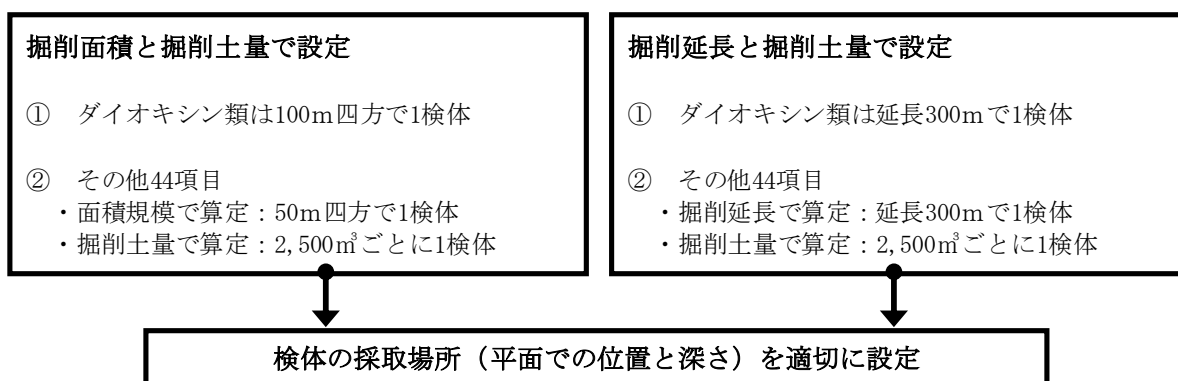 掘削面積と掘削土量で設定
① ダイオキシン類は100m四方で1検体
② その他44項目
・面積規模で算定：50m四方で1検体
・掘削土量で算定：2,500㎥ごとに1検体
掘削延長と掘削土量で設定
① ダイオキシン類は延長300mで1検体
② その他44項目
・掘削延長で算定：延長300mで1検体
・掘削土量で算定：2,500㎥ごとに1検体
検体の採取場所（平面での位置と深さ）を適切に設定